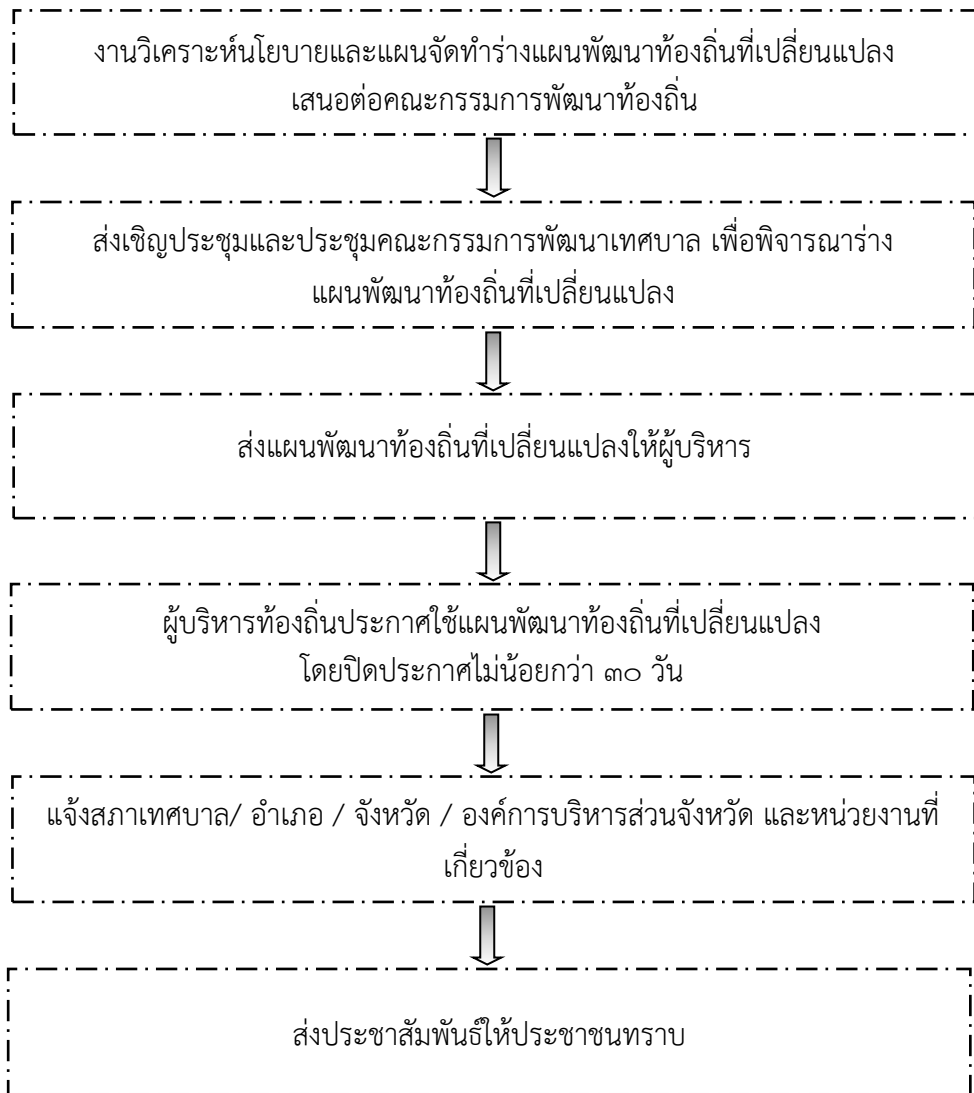 งานวิเคราะห์นโยบายและแผนจัดทำร่างแผนพัฒนาท้องถิ่นที่เปลี่ยนแปลง
เสนอต่อคณะกรรมการพัฒนาท้องถิ่น
ส่งเชิญประชุมและประชุมคณะกรรมการพัฒนาเทศบาล เพื่อพิจารณาร่าง
แผนพัฒนาท้องถิ่นที่เปลี่ยนแปลง
ส่งแผนพัฒนาท้องถิ่นที่เปลี่ยนแปลงให้ผู้บริหาร
ผู้บริหารท้องถิ่นประกาศใช้แผนพัฒนาท้องถิ่นที่เปลี่ยนแปลง
โดยปิดประกาศไม่น้อยกว่า ๓๐ วัน
แจ้งสภาเทศบาล/ อำเภอ / จังหวัด / องค์การบริหารส่วนจังหวัด และหน่วยงานที่
เกี่ยวข้อง
ส่งประชาสัมพันธ์ให้ประชาชนทราบ